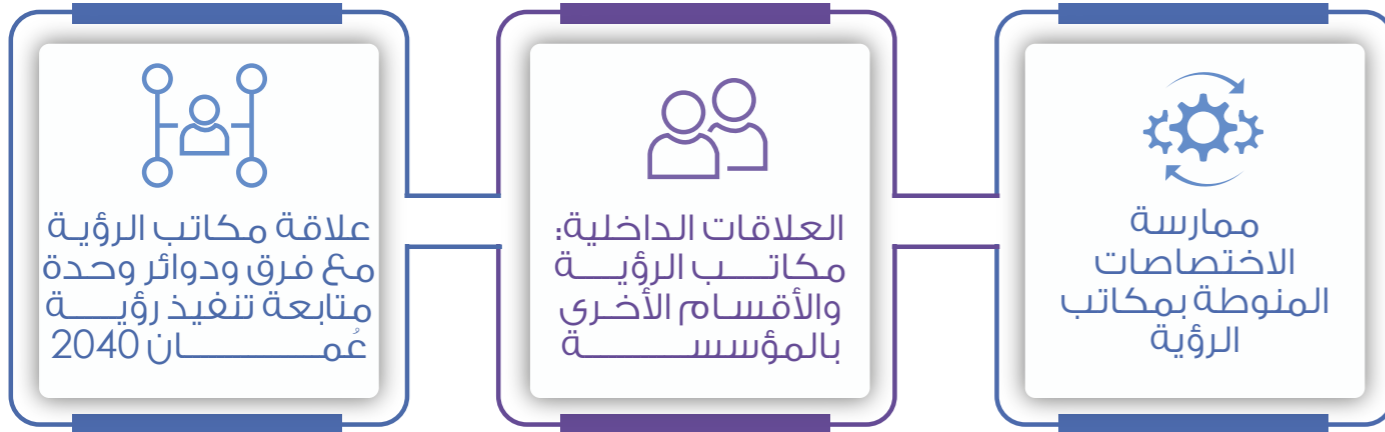 ممارسة
الاختصاصات
المنوطة بمكاتب
الرؤية
العلاقات الداخلية:
مكاتب الرؤية
والأقسام الأخرى
بالمؤسسة
علاقة مكاتب الرؤية
مع فرق ودوائر وحدة
متابعة تنفيذ رؤية
عُمان 2040